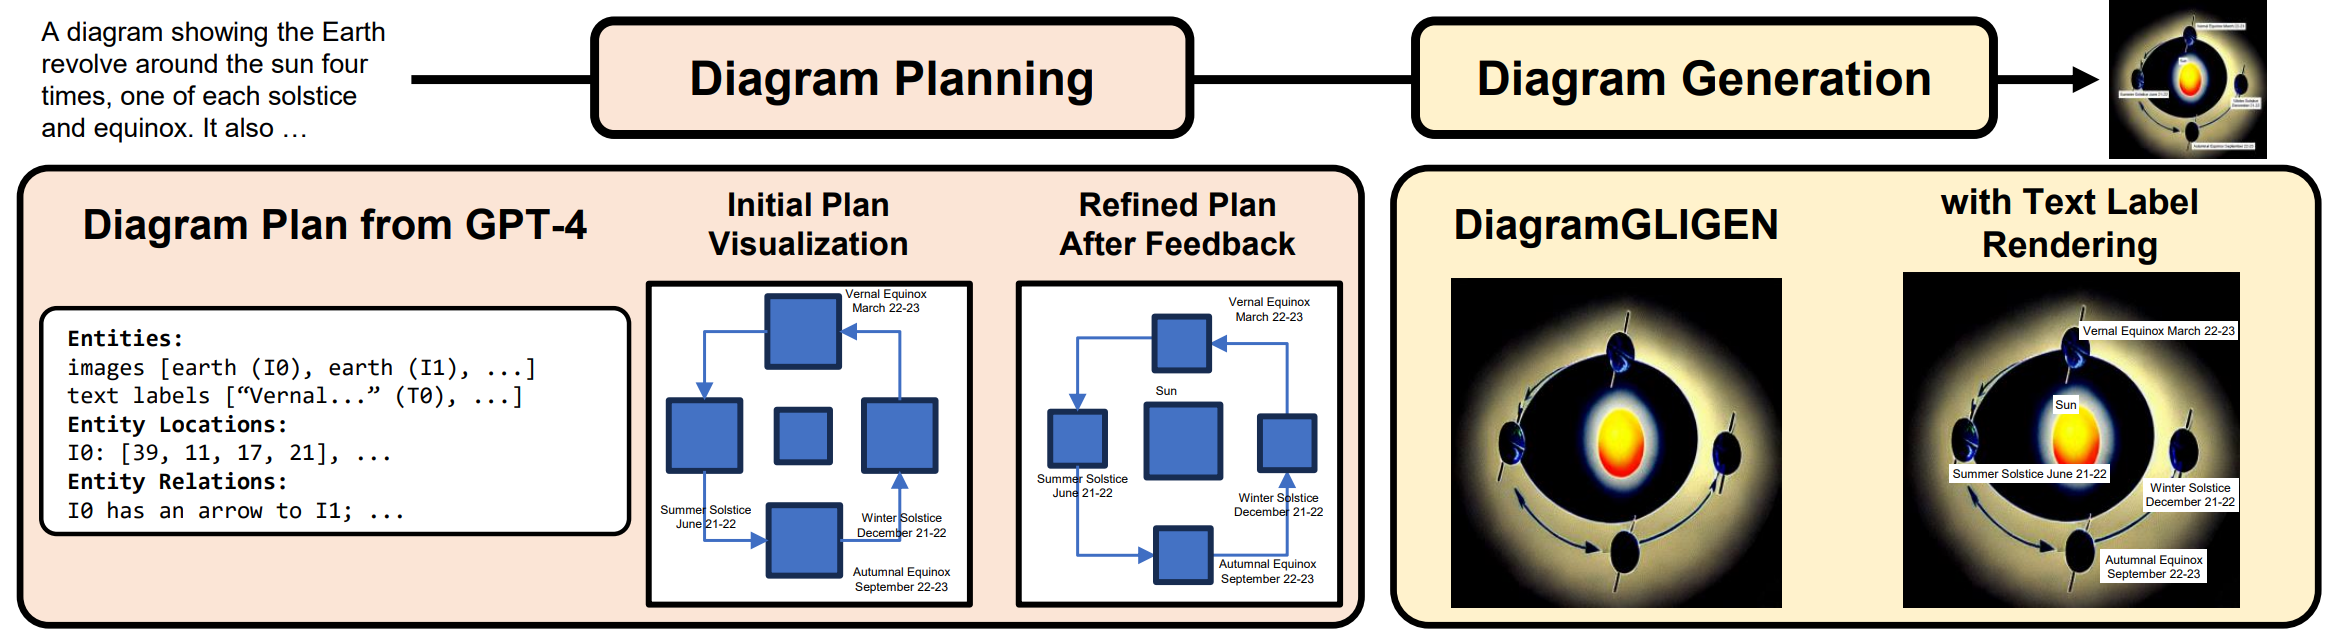 A diagram showing the Earth
revolve around the sun four
times, one of each solstice
and equinox. It also …
Diagram Planning
Diagram Generation
Vernal Equinox March 22-23
Sun
Summer Solstice June 21-22
Winter Solstice
December 21-22
Autumnal Equinox September 22-23
Diagram Plan from GPT-4
Entities:
images [earth (I0), earth (I1), ...]
text labels [“Vernal...” (T0), ...]
Entity Locations:
I0: [39, 11, 17, 21], ...
Entity Relations:
I0 has an arrow to I1; ...
Initial Plan
Visualization
Vernal Equinox
March 22-23
Summer Solstice
June 21-22
Winter Solstice
December 21-22
Autumnal Equinox
September 22-23
Refined Plan
After Feedback
Vernal Equinox
March 22-23
Sun
Summer Solstice
June 21-22
Winter Solstice
December 21-22
Autumnal Equinox
September 22-23
DiagramGLIGEN
with Text Label
Rendering
Vernal Equinox March 22-23
Sun
Summer Solstice June 21-22
Winter Solstice
December 21-22
Autumnal Equinox
September 22-23